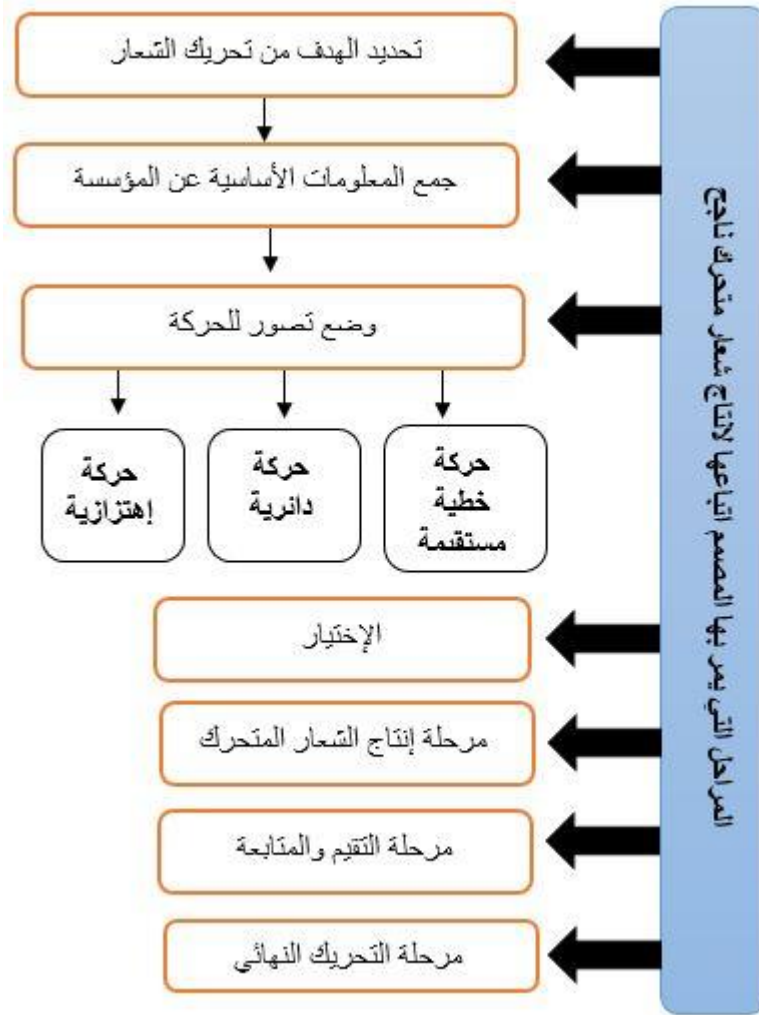 المراحل التي يمر بها المصمم اتباعها لانتاج شعار متحرك ناجح
تحديد الهدف من تحريك الشعار
جمع المعلومات الأساسية عن المؤسسة
وضع تصور للحركة
حركة
خطية
مستقيمة
حركة
دائرية
حركة
إهتزازية
الإختيار
مرحلة إنتاج الشعار المتحرك
مرحلة التقيم والمتابعة
مرحلة التحريك النهائي